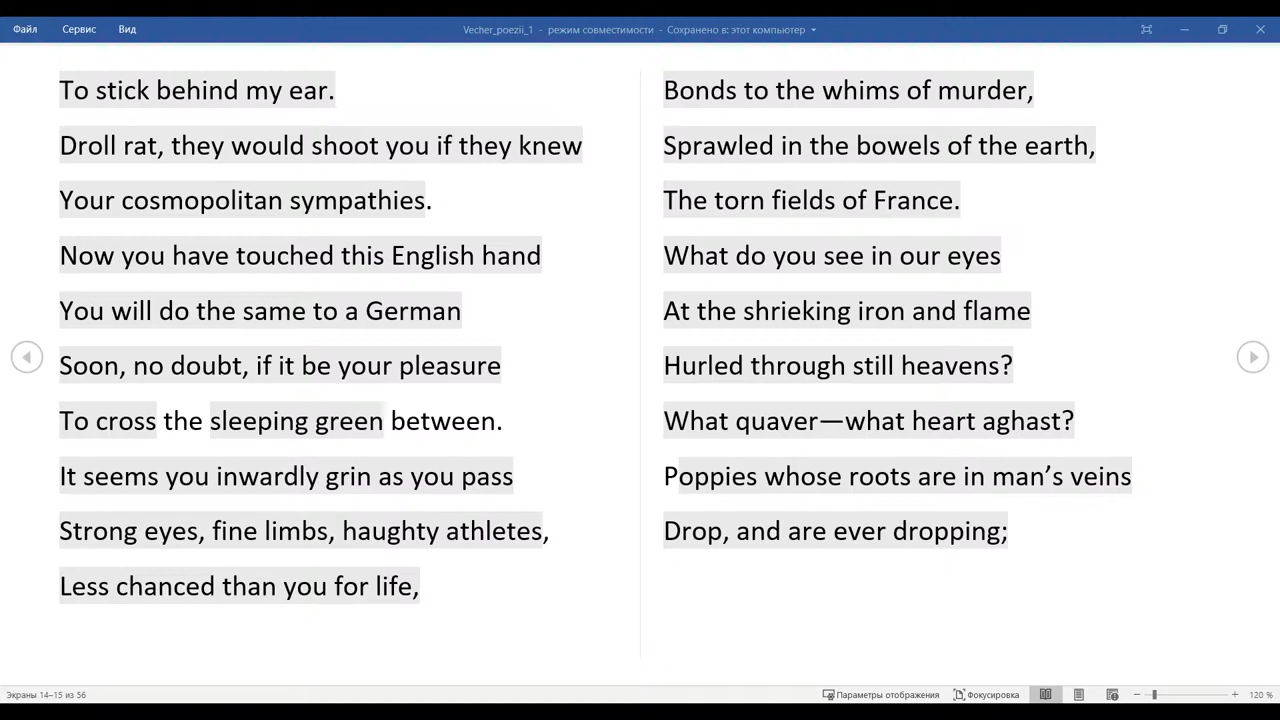 Файл Сервис Вид Vecher_poezii_1 - режим совместимости - Сохранено в: этот компьютер
To stick behind my ear.
Droll rat, they would shoot you if they knew
Your cosmopolitan sympathies.
Now you have touched this English hand
You will do the same to a German
Soon, no doubt, if it be your pleasure
To cross the sleeping green between.
It seems you inwardly grin as you pass
Strong eyes, fine limbs, haughty athletes,
Less chanced than you for life,
Bonds to the whims of murder,
Sprawled in the bowels of the earth,
The torn fields of France.
What do you see in our eyes
At the shrieking iron and flame
Hurled through still heavens?
What quaver—what heart aghast?
Poppies whose roots are in man’s veins
Drop, and are ever dropping;
Экраны 14–15 из 56 Параметры отображения Фокусировка 120 %